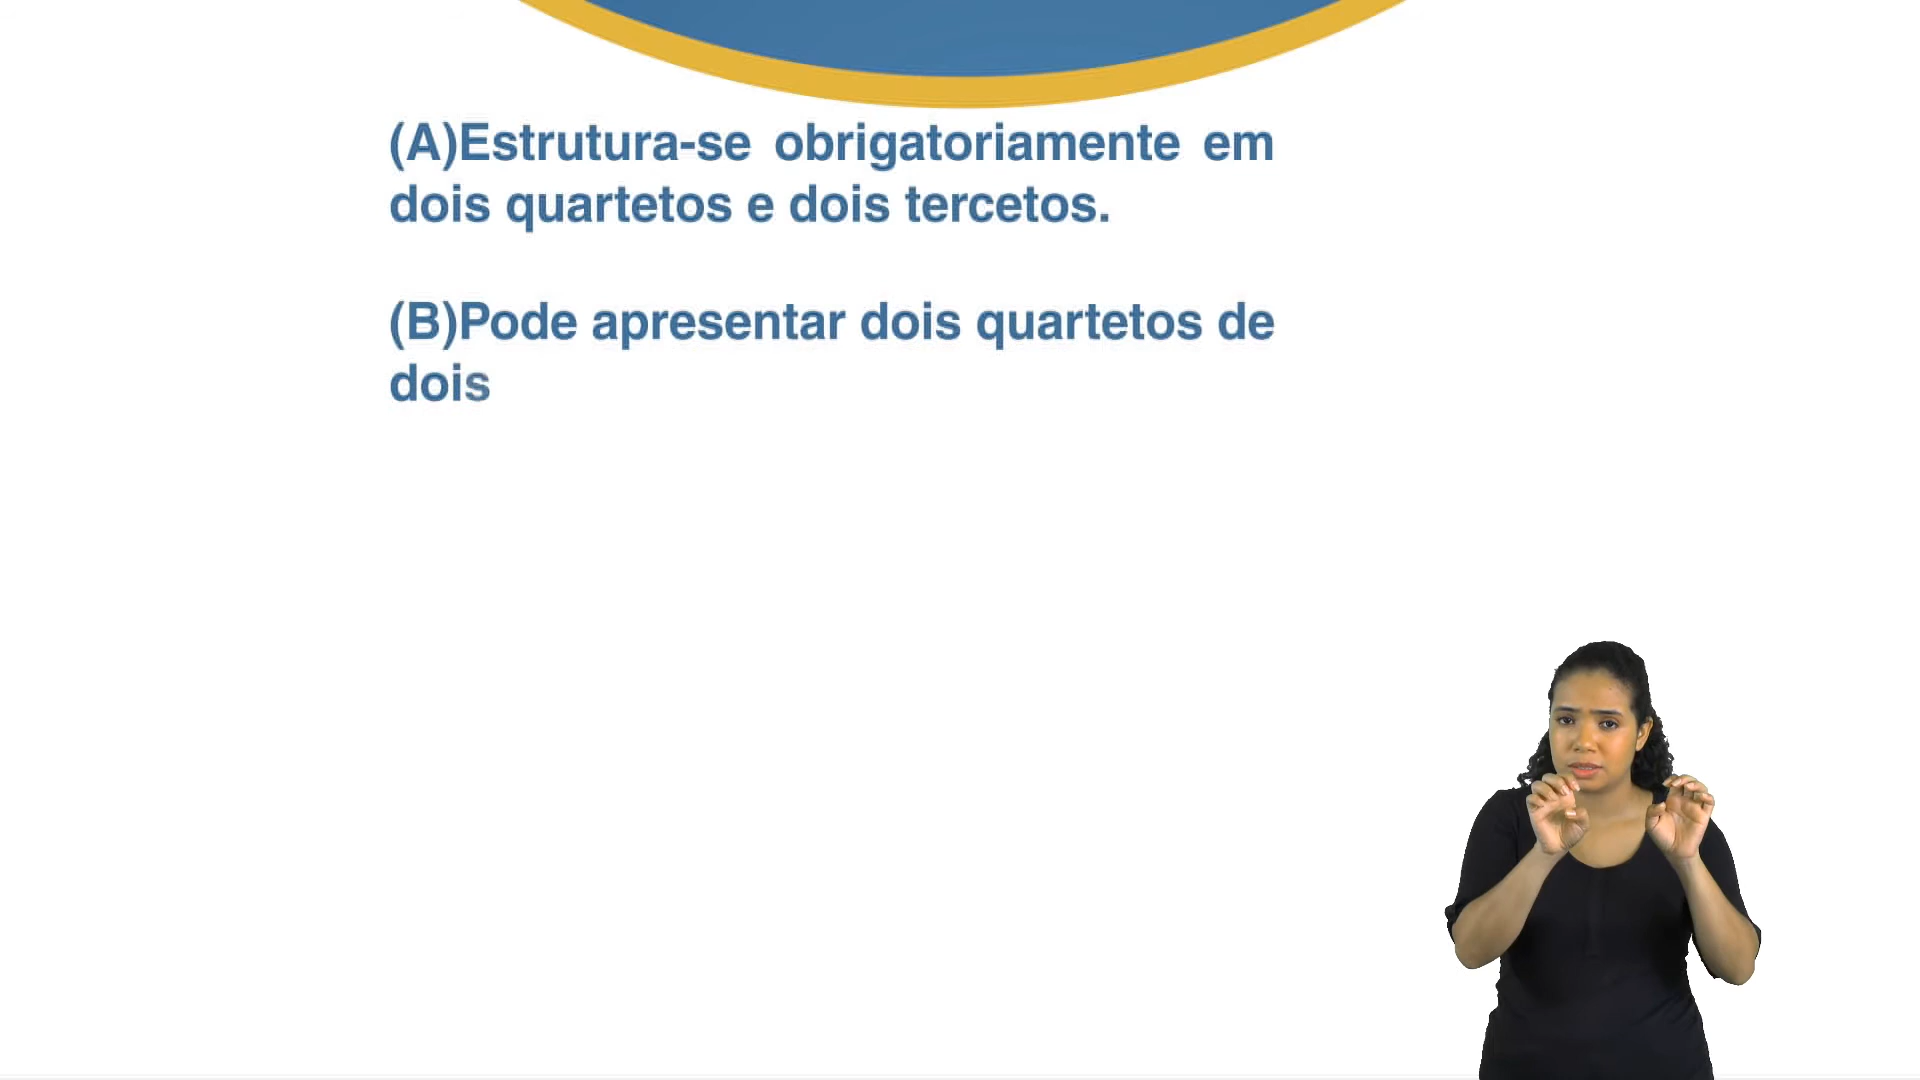 (A)Estrutura-se obrigatoriamente em
dois quartetos e dois tercetos.
(B)Pode apresentar dois quartetos de
dois